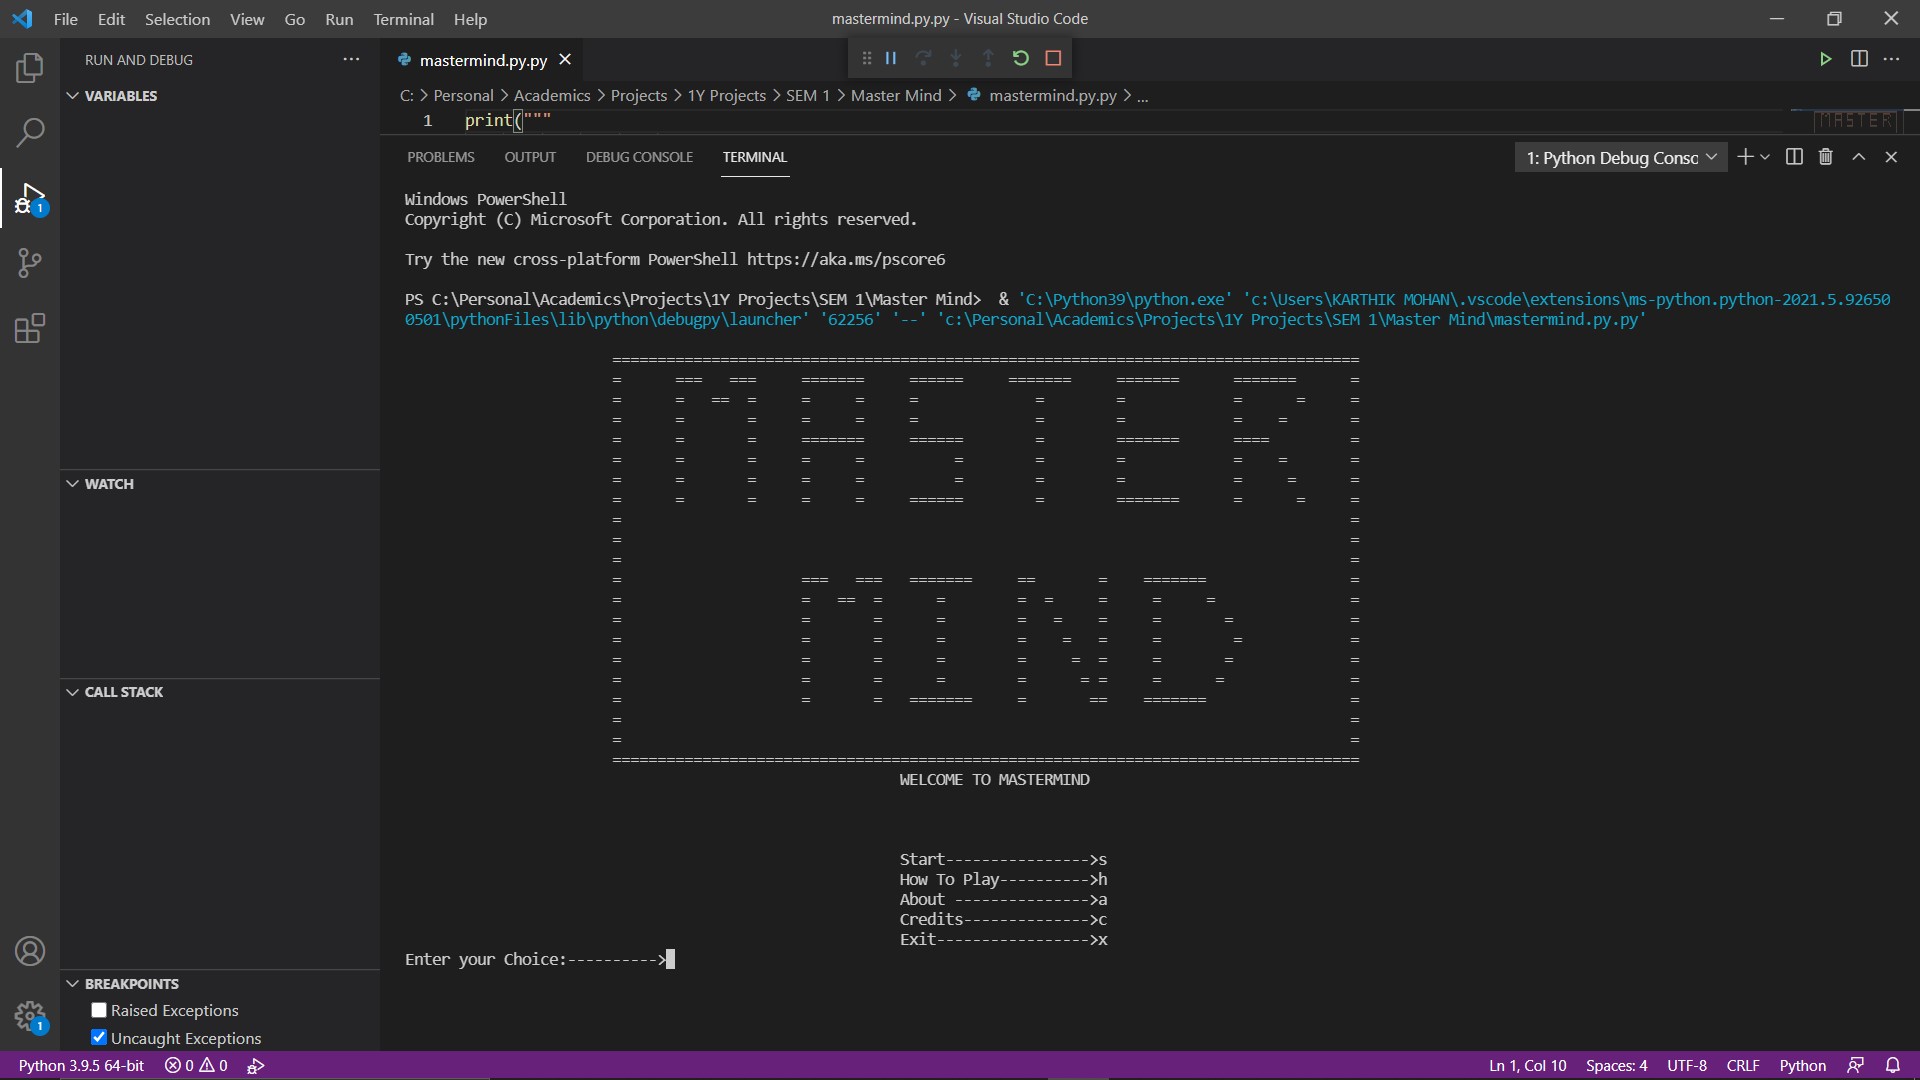 File Edit Selection View Go Run Terminal Help
mastermind.py.py - Visual Studio Code
RUN AND DEBUG
mastermind.py.py
VARIABLES
C: > Personal > Academics > Projects > 1Y Projects > SEM 1 > Master Mind > mastermind.py.py > ...
1 print("""
MASTER
PROBLEMS OUTPUT DEBUG CONSOLE TERMINAL
1: Python Debug Consc
Windows PowerShell
Copyright (C) Microsoft Corporation. All rights reserved.
Try the new cross-platform PowerShell https://aka.ms/pscore6
PS C:\Personal\Academics\Projects\1Y Projects\SEM 1\Master Mind> & 'C:\Python39\python.exe' 'c:\Users\KARTHIK MOHAN\.vscode\extensions\ms-python.python-2021.5.92650
0501\pythonFiles\lib\python\debugpy\launcher' '62256' '--' 'c:\Personal\Academics\Projects\1Y Projects\SEM 1\Master Mind\mastermind.py.py'
MASTER
MIND
WELCOME TO MASTERMIND
Start---------------->s
How To Play---------->h
About --------------->a
Credits-------------->c
Exit----------------->x
Enter your Choice:---------->
WATCH
CALL STACK
BREAKPOINTS
Raised Exceptions
Uncaught Exceptions
1
1
Python 3.9.5 64-bit 0 0
Ln 1, Col 10 Spaces: 4 UTF-8 CRLF Python